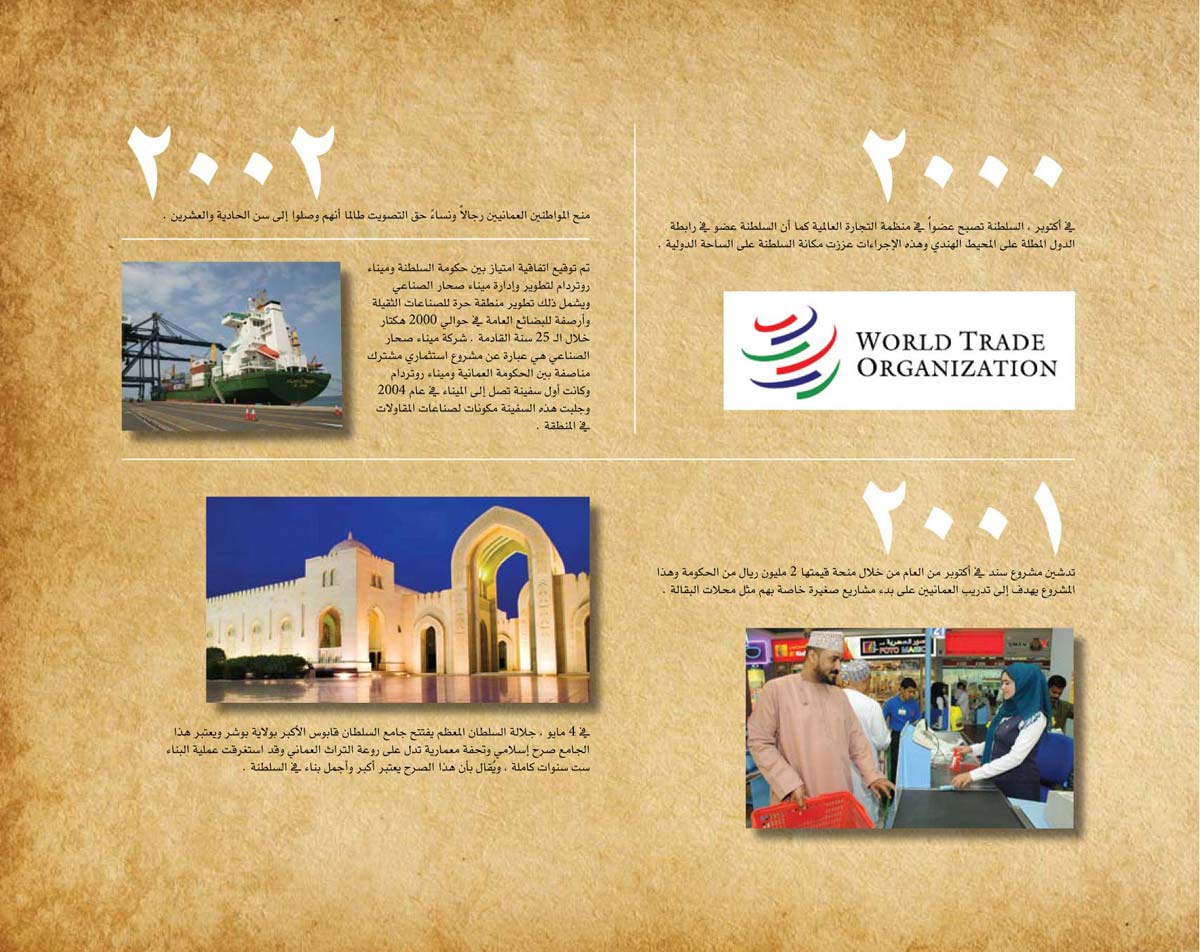 ٢٠٠٠
في أكتوبر ، السلطنة تصبح عضواً في منظمة التجارة العالمية كما أن السلطنة عضو في رابطة
الدول المطلة على المحيط الهندي وهذه الإجراءات عززت مكانة السلطنة على الساحة الدولية .
WORLD TRADE
ORGANIZATION
٢٠٠١
تدشين مشروع سند في أكتوبر من العام من خلال منحة قيمتها 2 مليون ريال من الحكومة وهذا
المشروع يهدف إلى تدريب العمانيين على بدء مشاريع صغيرة خاصة بهم مثل محلات البقالة .
21
FOTO MAGIC
في 4 مايو ، جلالة السلطان المعظم يفتتح جامع السلطان قابوس الأكبر بولاية بوشر ويعتبر هذا
الجامع صرح إسلامي وتحفة معمارية تدل على روعة التراث العماني وقد استغرقت عملية البناء
ست سنوات كاملة ، ويُقال بأن هذا الصرح يعتبر أكبر وأجمل بناء في السلطنة .
٢٠٠٢
منح المواطنين العمانيين رجالاً ونساءً حق التصويت طالما أنهم وصلوا إلى سن الحادية والعشرين .
تم توقيع اتفاقية امتياز بين حكومة السلطنة وميناء
روتردام لتطوير وإدارة ميناء صحار الصناعي
ويشمل ذلك تطوير منطقة حرة للصناعات الثقيلة
وأرصفة للبضائع العامة في حوالي 2000 هكتار
خلال الـ 25 سنة القادمة . شركة ميناء صحار
الصناعي هي عبارة عن مشروع استثماري مشترك
مناصفة بين الحكومة العمانية وميناء روتردام
وكانت أول سفينة تصل إلى الميناء في عام 2004
وجلبت هذه السفينة مكونات لصناعات المقاولات
في المنطقة .